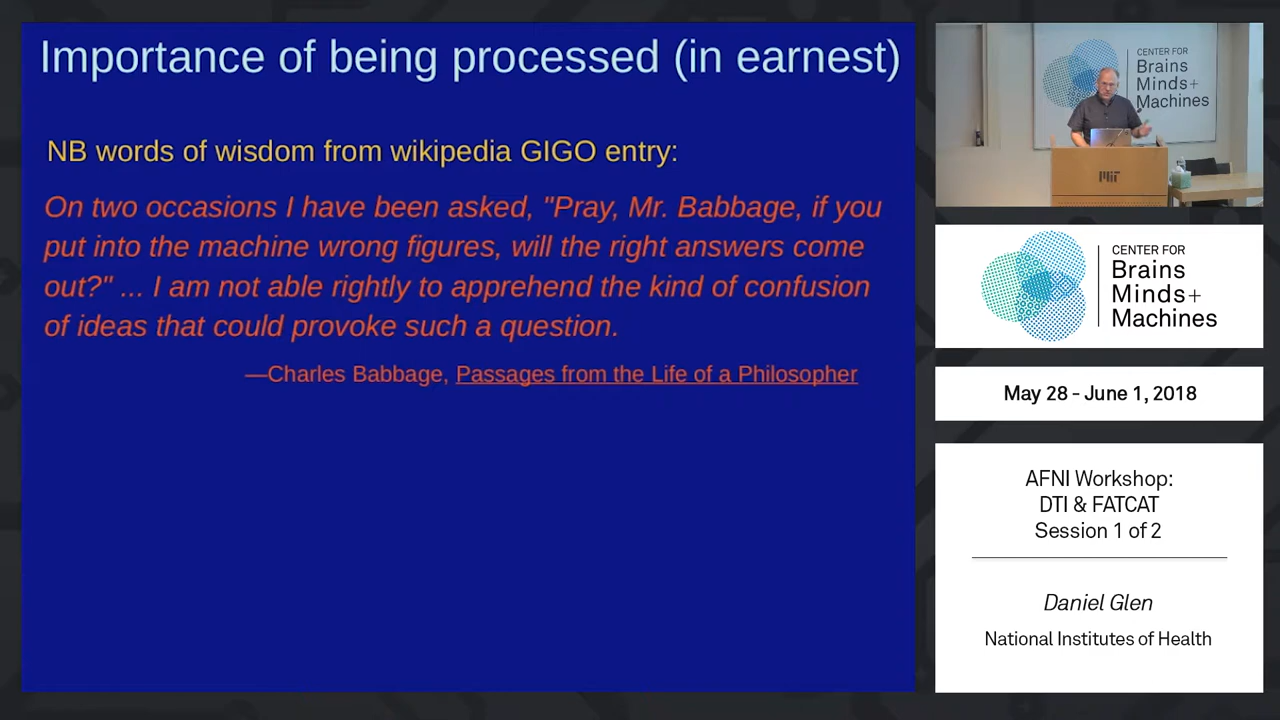 Importance of being processed (in earnest)
NB words of wisdom from wikipedia GIGO entry:
On two occasions I have been asked, "Pray, Mr. Babbage, if you
put into the machine wrong figures, will the right answers come
out?" ... I am not able rightly to apprehend the kind of confusion
of ideas that could provoke such a question.
—Charles Babbage, Passages from the Life of a Philosopher
CENTER FOR
Brains
Minds+
Machines
MIT
CENTER FOR
Brains
Minds+
Machines
May 28 - June 1, 2018
AFNI Workshop:
DTI & FATCAT
Session 1 of 2
Daniel Glen
National Institutes of Health